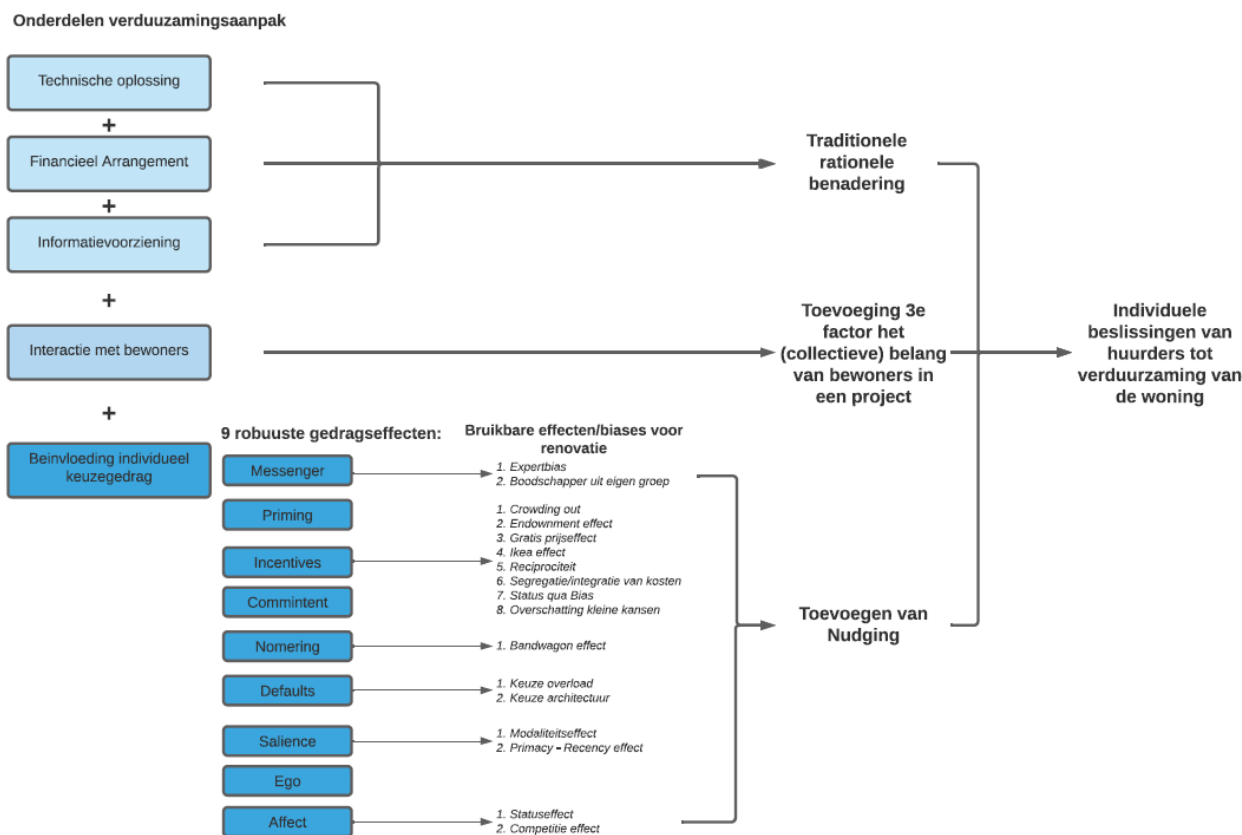 Onderdelen verduuzamingsaanpak
Technische oplossing
+
Financieel Arrangement
+
Informatievoorziening
+
Interactie met bewoners
+
Beinvloeding individueel
keuzegedrag
Traditionele
rationele
benadering
Toevoeging 3e
factor het
(collectieve) belang
van bewoners in
een project
Individuele
beslissingen van
huurders tot
verduurzaming van
de woning
9 robuuste gedragseffecten:
Bruikbare effecten/biases voor
renovatie
Messenger
1. Expertbias
2. Boodschapper uit eigen groep
Priming
Incentives
1. Crowding out
2. Endownment effect
3. Gratis prijseffect
4. Ikea effect
5. Reciprociteit
6. Segregatie/integratie van kosten
7. Status qua Bias
8. Overschatting kleine kansen
Commintent
Nomering
1. Bandwagon effect
Defaults
1. Keuze overload
2. Keuze architectuur
Salience
1. Modaliteitseffect
2. Primacy - Recency effect
Ego
Affect
1. Statuseffect
2. Competitie effect
Toevoegen van
Nudging